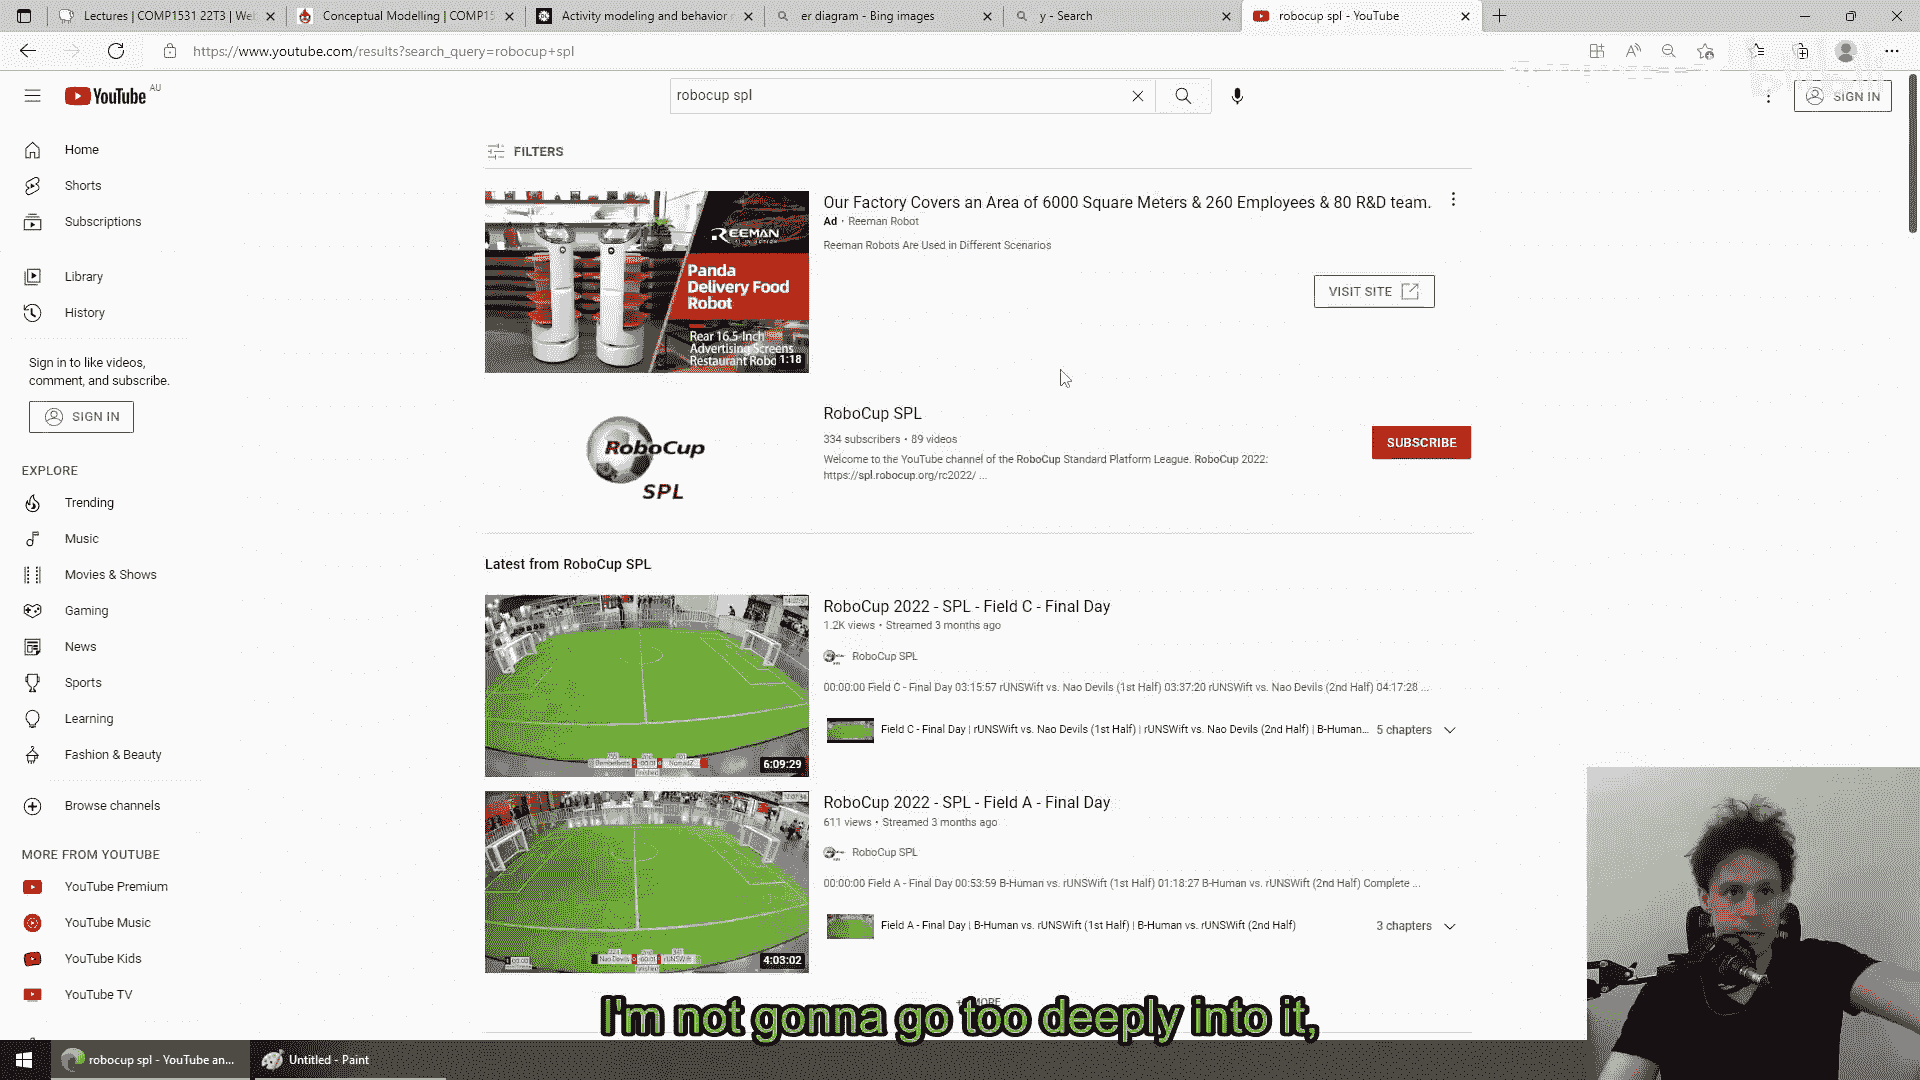 Lectures | COMP1531 22T3 | We
Conceptual Modelling | COMP15
Activity modeling and behavior
er diagram - Bing images
y - Search
robocup spl - YouTube
https://www.youtube.com/results?search_query=robocup+spl
YouTube AU
robocup spl
SIGN IN
Home
Shorts
Subscriptions
Library
History
Sign in to like videos,
comment, and subscribe.
SIGN IN
EXPLORE
Trending
Music
Movies & Shows
Gaming
News
Sports
Learning
Fashion & Beauty
Browse channels
MORE FROM YOUTUBE
YouTube Premium
YouTube Music
YouTube Kids
YouTube TV
FILTERS
REEMAN
Panda
Delivery Food
Robot
Rear 16.5-Inch
Advertising Screens
Restaurant Robo
1:18
Our Factory Covers an Area of 6000 Square Meters & 260 Employees & 80 R&D team.
Ad · Reeman Robot
Reeman Robots Are Used in Different Scenarios
VISIT SITE
RoboCup
SPL
RoboCup SPL
334 subscribers • 89 videos
Welcome to the YouTube channel of the RoboCup Standard Platform League. RoboCup 2022:
https://spl.robocup.org/rc2022/ ...
SUBSCRIBE
Latest from RoboCup SPL
6:09:29
RoboCup 2022 - SPL - Field C - Final Day
1.2K views • Streamed 3 months ago
RoboCup SPL
00:00:00 Field C - Final Day 03:15:57 rUNSWift vs. Nao Devils (1st Half) 03:37:20 rUNSWift vs. Nao Devils (2nd Half) 04:17:28 ...
Field C - Final Day | rUNSWift vs. Nao Devils (1st Half) | rUNSWift vs. Nao Devils (2nd Half) | B-Human...
5 chapters
Nao Devils rUNSWift
4:03:02
RoboCup 2022 - SPL - Field A - Final Day
611 views • Streamed 3 months ago
RoboCup SPL
00:00:00 Field A - Final Day 00:53:59 B-Human vs. rUNSWift (1st Half) 01:18:27 B-Human vs. rUNSWift (2nd Half) Complete ...
Field A - Final Day | B-Human vs. rUNSWift (1st Half) | B-Human vs. rUNSWift (2nd Half)
3 chapters
I'm not gonna go too deeply into it,
robocup spl - YouTube an...
Untitled - Paint